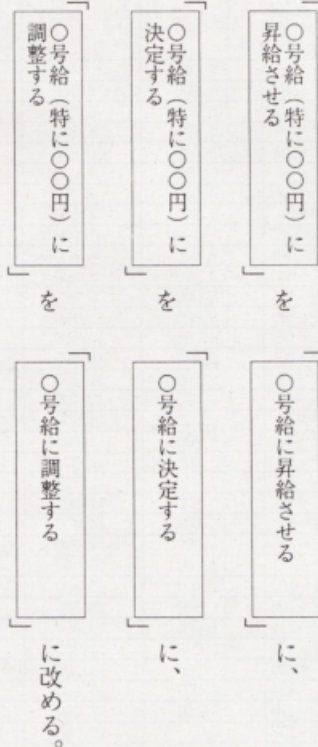 「○号給（特に○○円）に
昇給させる」を「○号給に昇給させる」に、
「○号給（特に○○円）に
決定する」を「○号給に決定する」に、
「○号給（特に○○円）に
調整する」を「○号給に調整する」に改める。